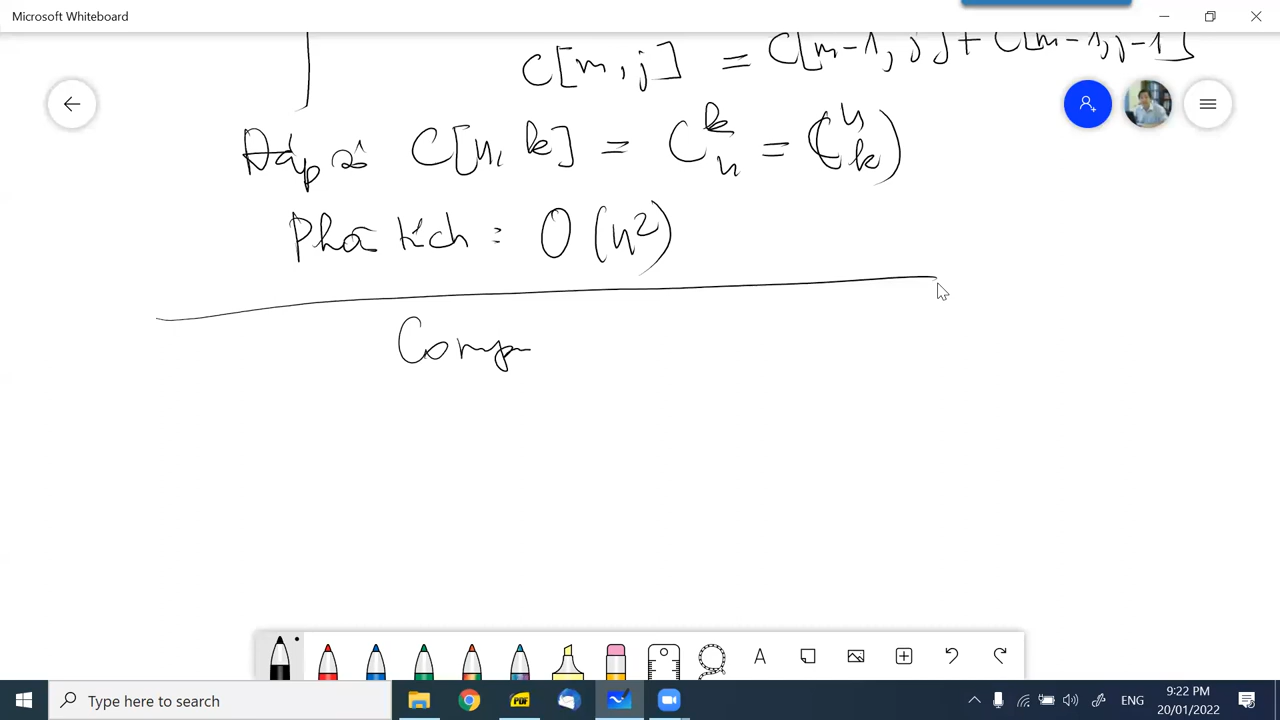 Microsoft Whiteboard
C[m, j] = C[m-1, j] + C[m-1, j-1]
Đáp số C[n, k] = C^k_n = (n k)
Phân tích : O(n²)
Comp
A
Type here to search
PDF
ENG
9:22 PM
20/01/2022